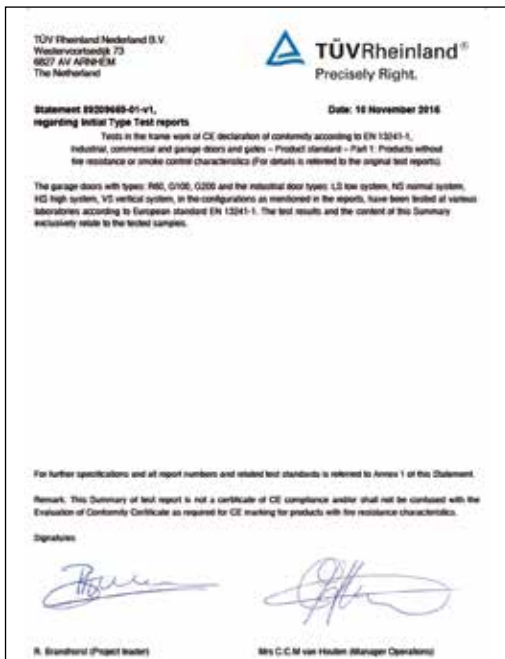 TÜV Rheinland Nederland B.V.
Westervoortsedijk 73
6827 AV ARNHEM
The Netherland
TÜVRheinland®
Precisely Right.
Statement
regarding Initial Type Test reports
Date: 10 November 2016
Tests in the frame work of CE declaration of conformity according to EN 13241-1,
Industrial, commercial and garage doors and gates – Product standard – Part 1: Products without
fire resistance or smoke control characteristics (For details is referred to the original test reports).
The garage doors with types: R60, G100, G200 and the industrial door types: LS low system, NS normal system,
HS high system, VS vertical system, in the configurations as mentioned in the reports, have been tested at various
laboratories according to European standard EN 13241-1. The test results and the content of this Summary
exclusively relate to the tested samples.
For further specifications and all report numbers and related test standards is referred to Annex 1 of this Statement.
Remark: This Summary of test report is not a certificate of CE compliance and/or shall not be confused with the
Evaluation of Conformity Certificate as required for CE marking for products with fire resistance characteristics.
Signatures
R. Brandhorst (Project leader)
Mrs C.C.M van Houten (Manager Operations)